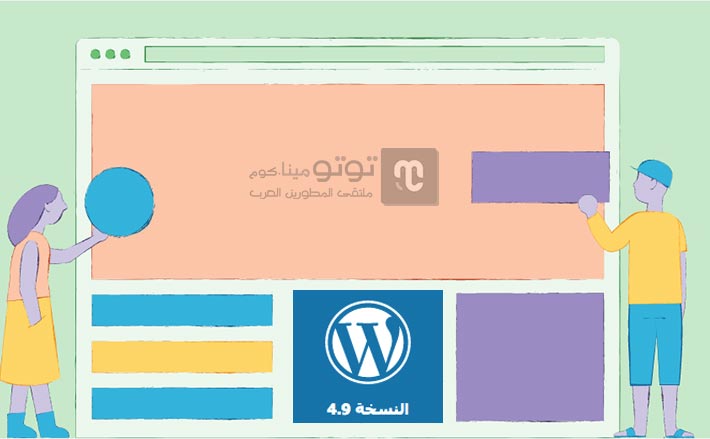 توتو مينا.كوم
ملتقى المطورين العرب
النسخة 4.9